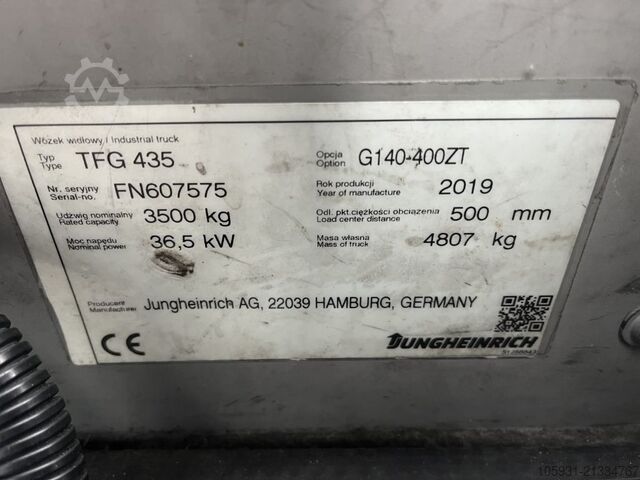 Wózek widłowy / Industrial truck
Typ
Type TFG 435
Opcja
Option G140-400ZT
Nr. seryjny
Serial-no. FN607575
Rok produkcji
Year of manufacture 2019
Udźwig nominalny
Rated capacity 3500 kg
Odl. pkt.ciężkości obciążenia
Load center distance 500 mm
Moc napędu
Nominal power 36,5 kW
Masa własna
Mass of truck 4807 kg
Producent
Manufacturer Jungheinrich AG, 22039 HAMBURG, GERMANY
CE
JUNGHEINRICH
105931-21384767